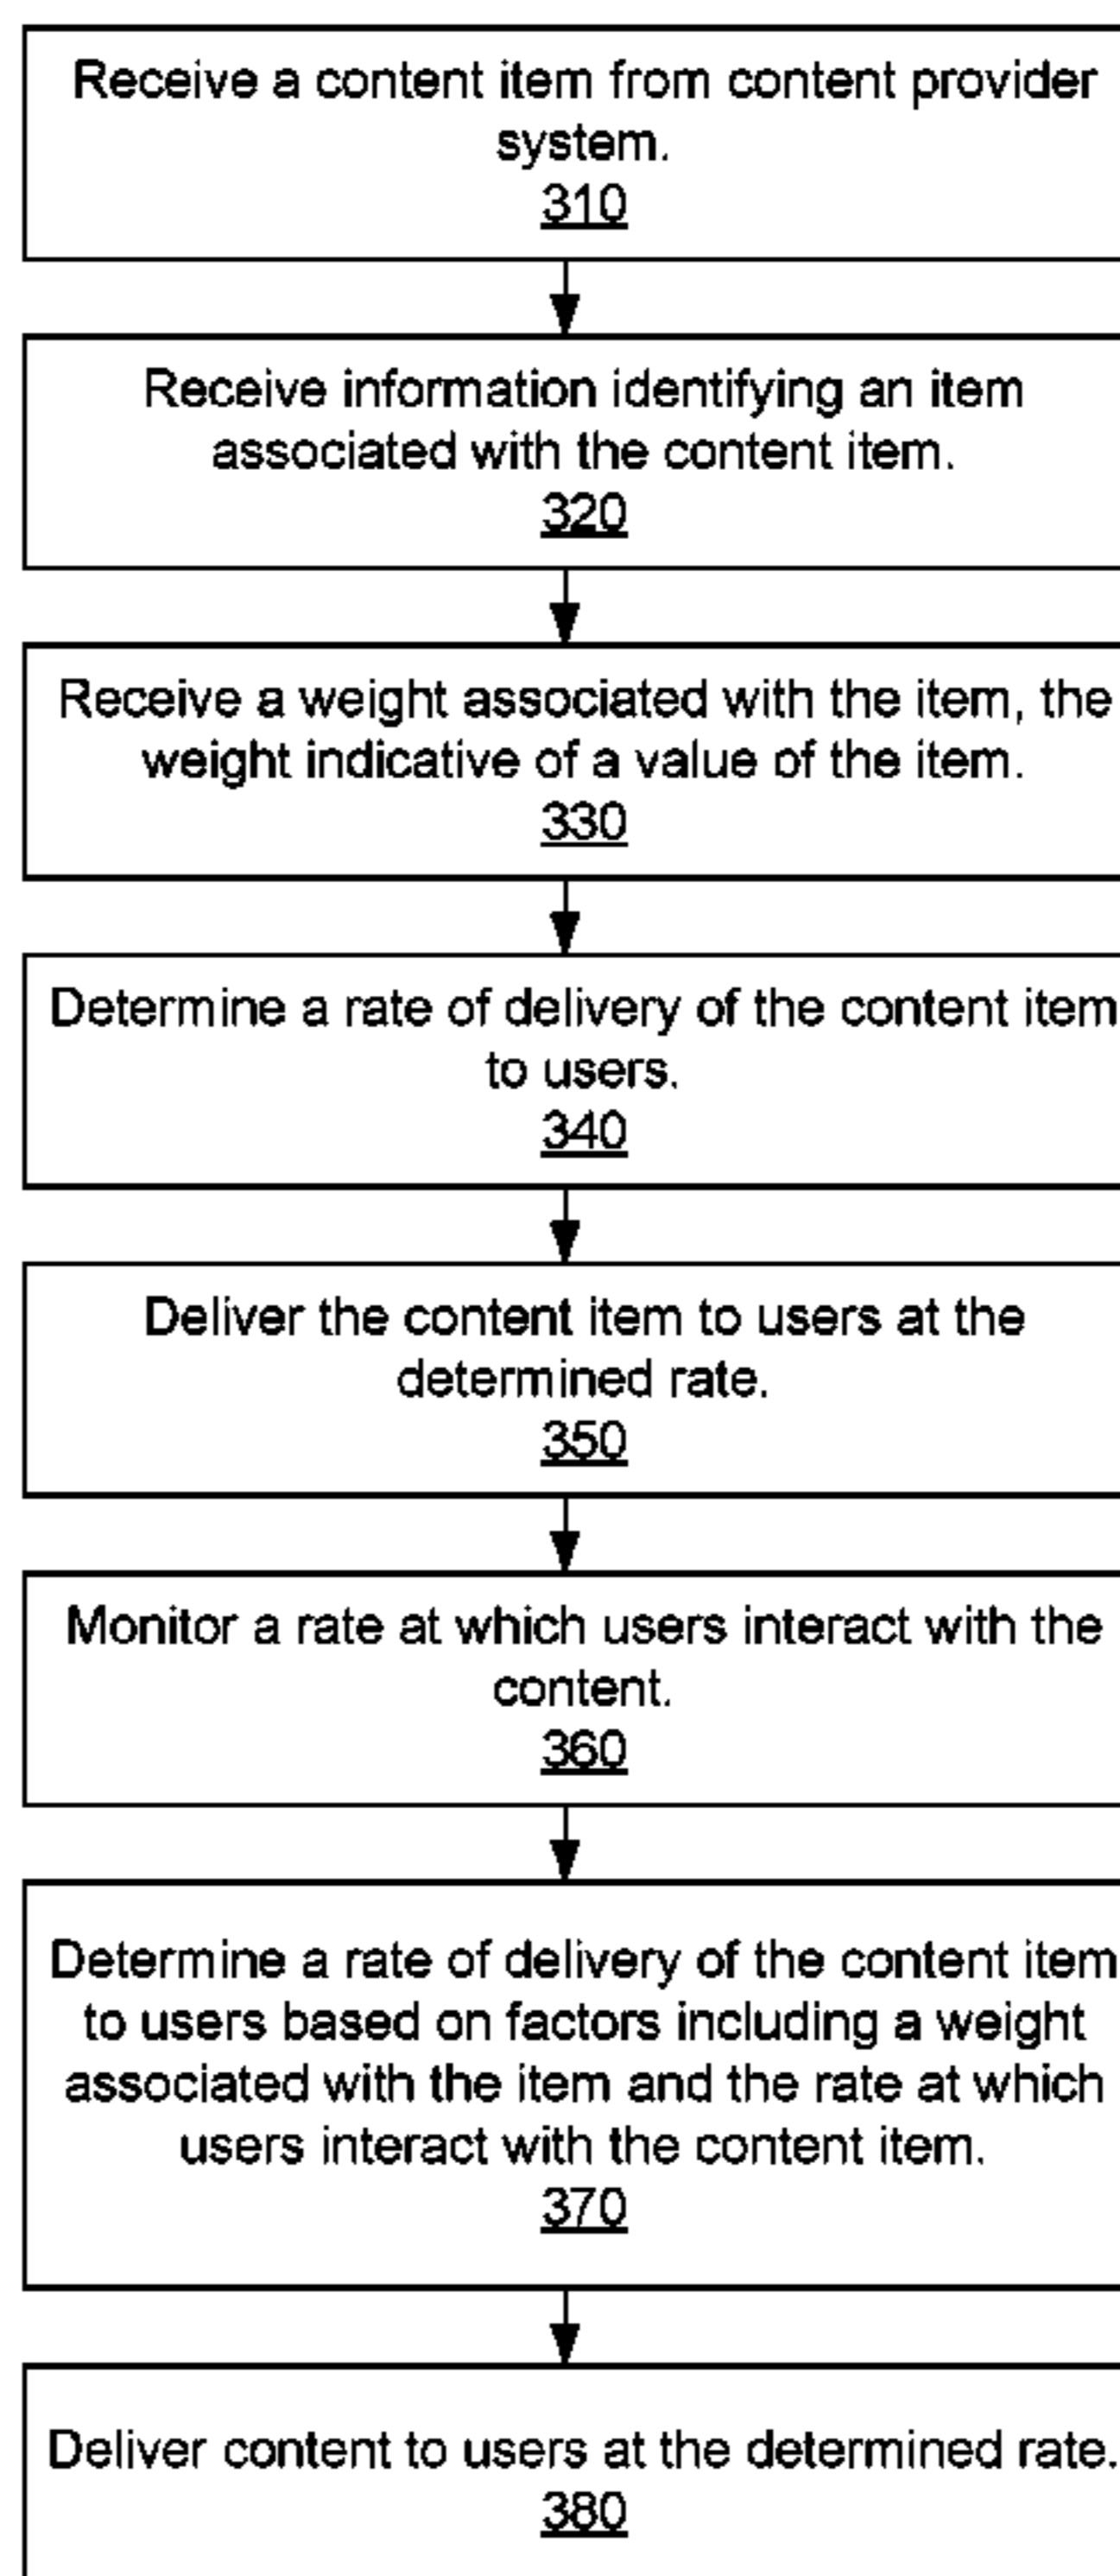 Receive a content item from content provider
system.
310
Receive information identifying an item
associated with the content item.
320
Receive a weight associated with the item, the
weight indicative of a value of the item.
330
Determine a rate of delivery of the content item
to users.
340
Deliver the content item to users at the
determined rate.
350
Monitor a rate at which users interact with the
content.
360
Determine a rate of delivery of the content item
to users based on factors including a weight
associated with the item and the rate at which
users interact with the content item.
370
Deliver content to users at the determined rate.
380